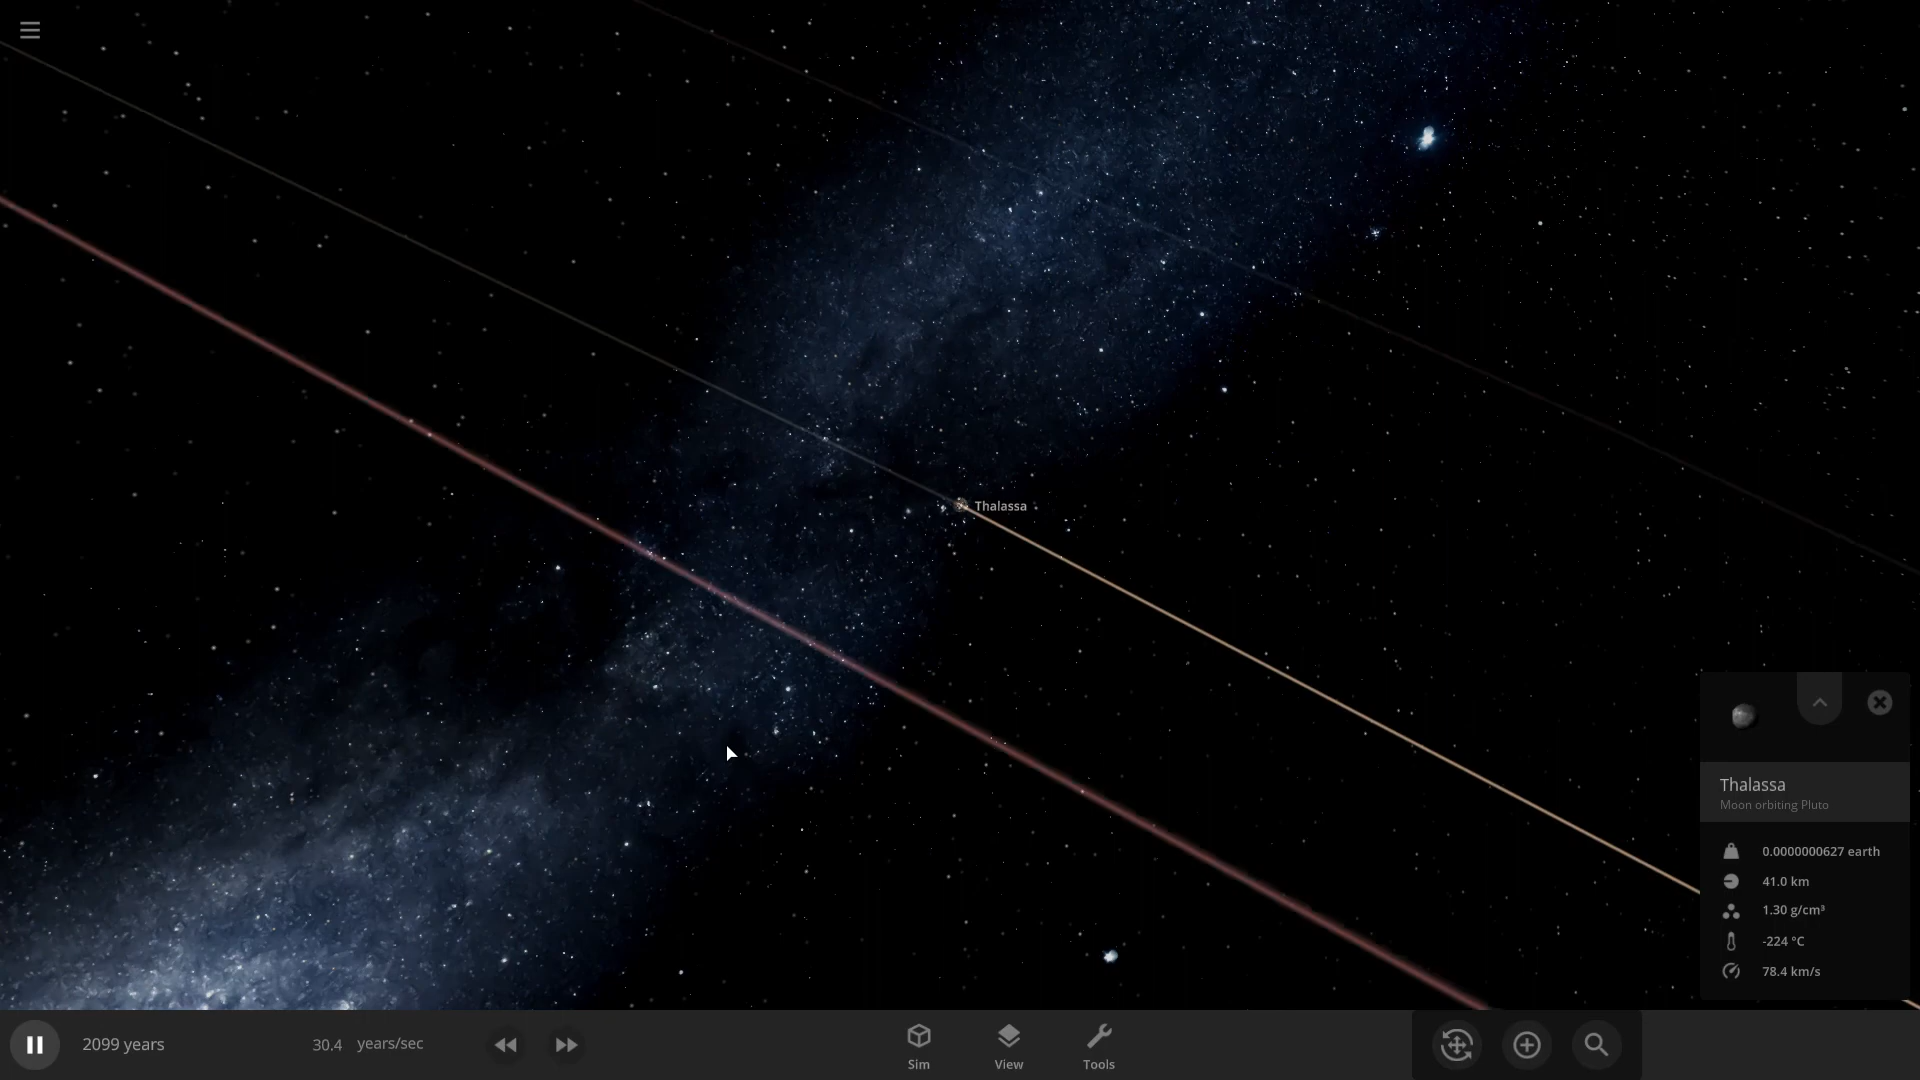 Thalassa
Thalassa
Moon orbiting Pluto
0.0000000627 earth
41.0 km
1.30 g/cm³
-224 °C
78.4 km/s
2099 years
30.4 years/sec
Sim
View
Tools